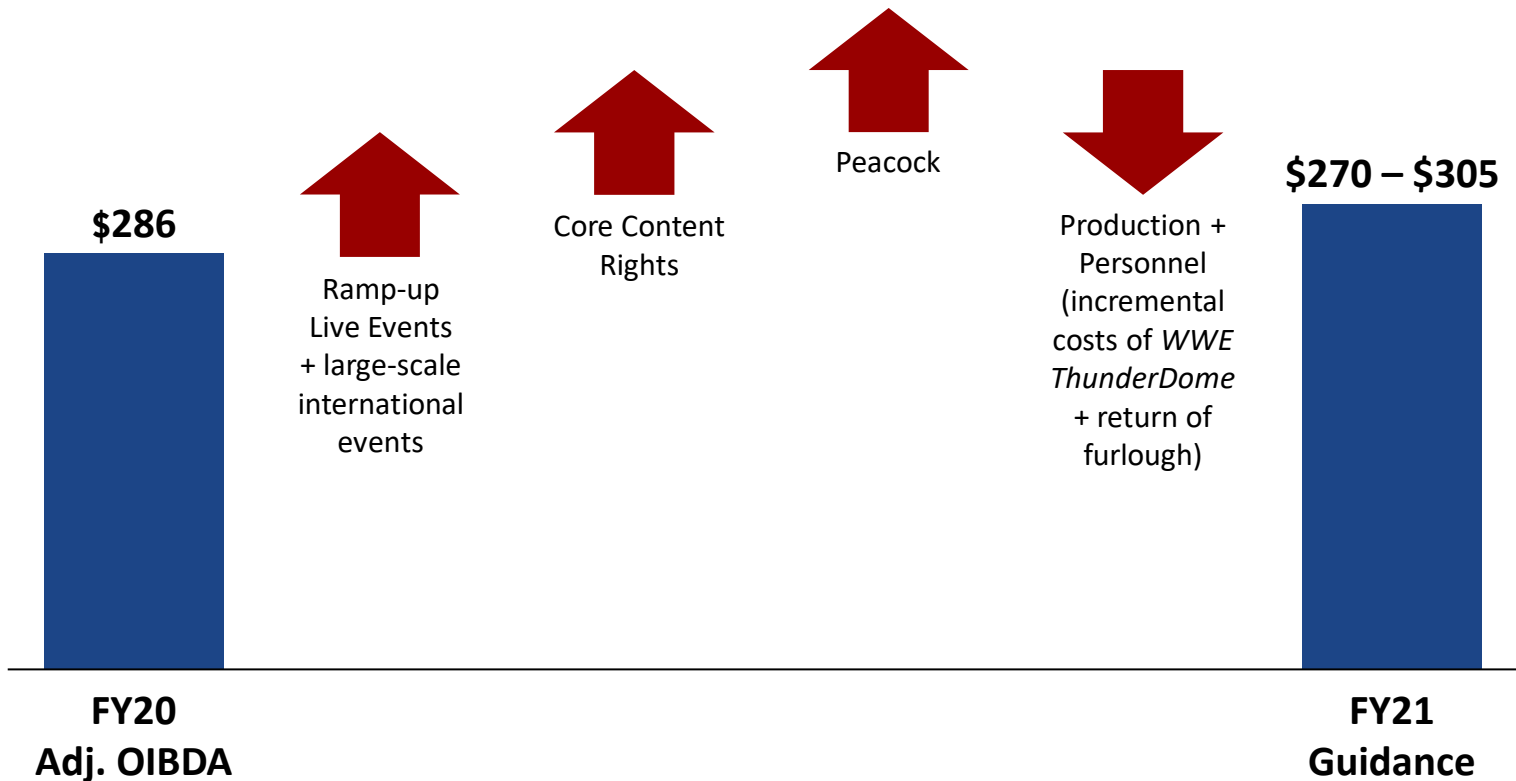 $286
Ramp-up
Live Events
+ large-scale
international
events
Core Content
Rights
Peacock
Production +
Personnel
(incremental
costs of WWE
ThunderDome
+ return of
furlough)
$270 – $305
FY20
Adj. OIBDA
FY21
Guidance